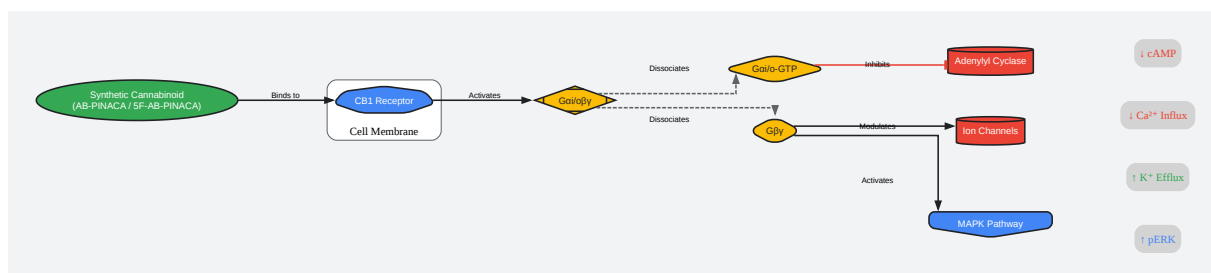 Synthetic Cannabinoid
(AB-PINACA / 5F-AB-PINACA)
Binds to
CB1 Receptor
Cell Membrane
Activates
Gαi/oβγ
Dissociates
Dissociates
Gαi/o-GTP
Gβγ
Inhibits
Modulates
Activates
Adenylyl Cyclase
Ion Channels
MAPK Pathway
↓ cAMP
↓ Ca²⁺ Influx
↑ K⁺ Efflux
↑ pERK